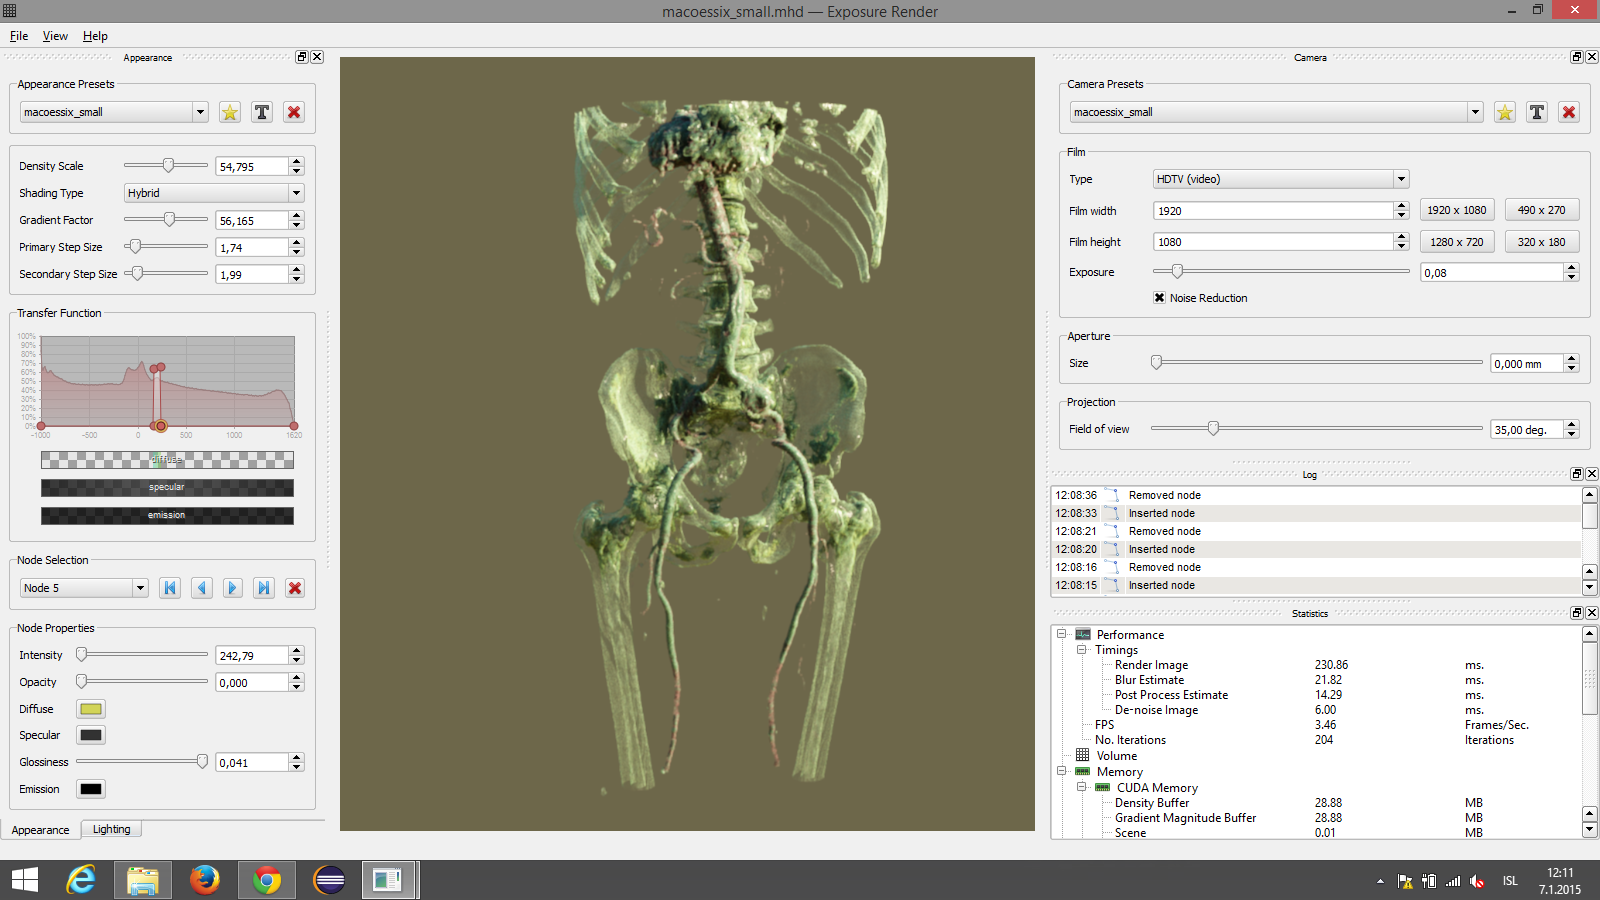 macoessix_small.mhd — Exposure Render
File View Help
Appearance
Appearance Presets
macoessix_small
Density Scale 54,795
Shading Type Hybrid
Gradient Factor 56,165
Primary Step Size 1,74
Secondary Step Size 1,99
Transfer Function
100%
90%
80%
70%
60%
50%
40%
30%
20%
10%
0%
-1000 -500 0 500 1000 1620
diffuse
specular
emission
Node Selection
Node 5
Node Properties
Intensity 242,79
Opacity 0,000
Diffuse
Specular
Glossiness 0,041
Emission
Appearance Lighting
Camera
Camera Presets
macoessix_small
Film
Type HDTV (video)
Film width 1920 1920 x 1080 490 x 270
Film height 1080 1280 x 720 320 x 180
Exposure 0,08
Noise Reduction
Aperture
Size 0,000 mm
Projection
Field of view 35,00 deg.
Log
12:08:36 Removed node
12:08:33 Inserted node
12:08:21 Removed node
12:08:20 Inserted node
12:08:16 Removed node
12:08:15 Inserted node
Statistics
Performance
Timings
Render Image 230.86 ms.
Blur Estimate 21.82 ms.
Post Process Estimate 14.29 ms.
De-noise Image 6.00 ms.
FPS 3.46 Frames/Sec.
No. Iterations 204 Iterations
Volume
Memory
CUDA Memory
Density Buffer 28.88 MB
Gradient Magnitude Buffer 28.88 MB
Scene 0.01 MB
ISL
12:11
7.1.2015